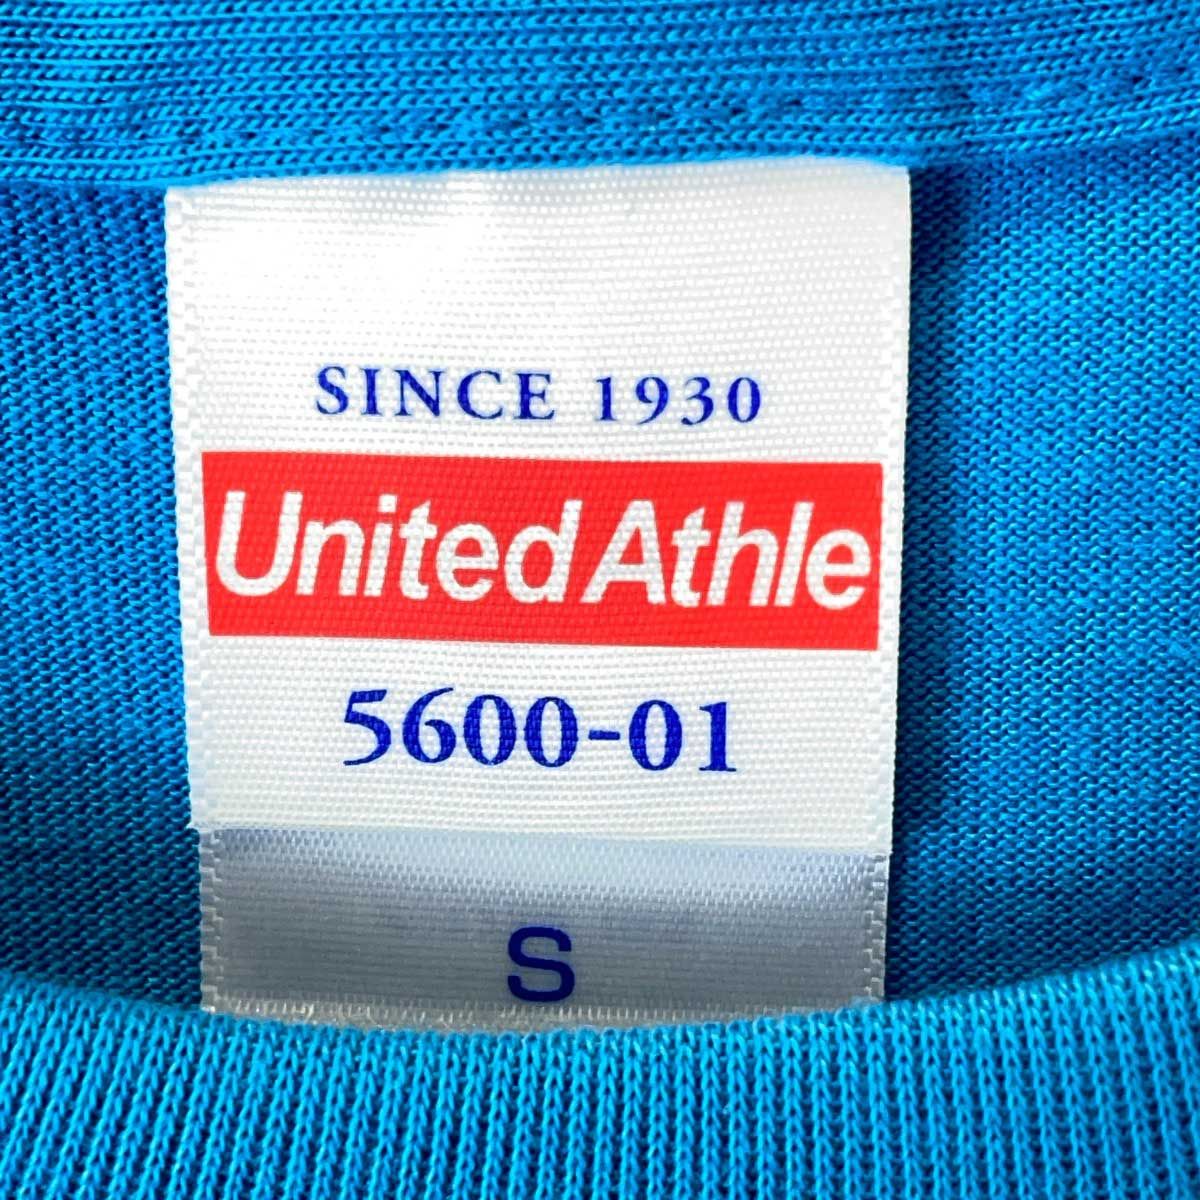 SINCE 1930
United Athle
5600-01
S